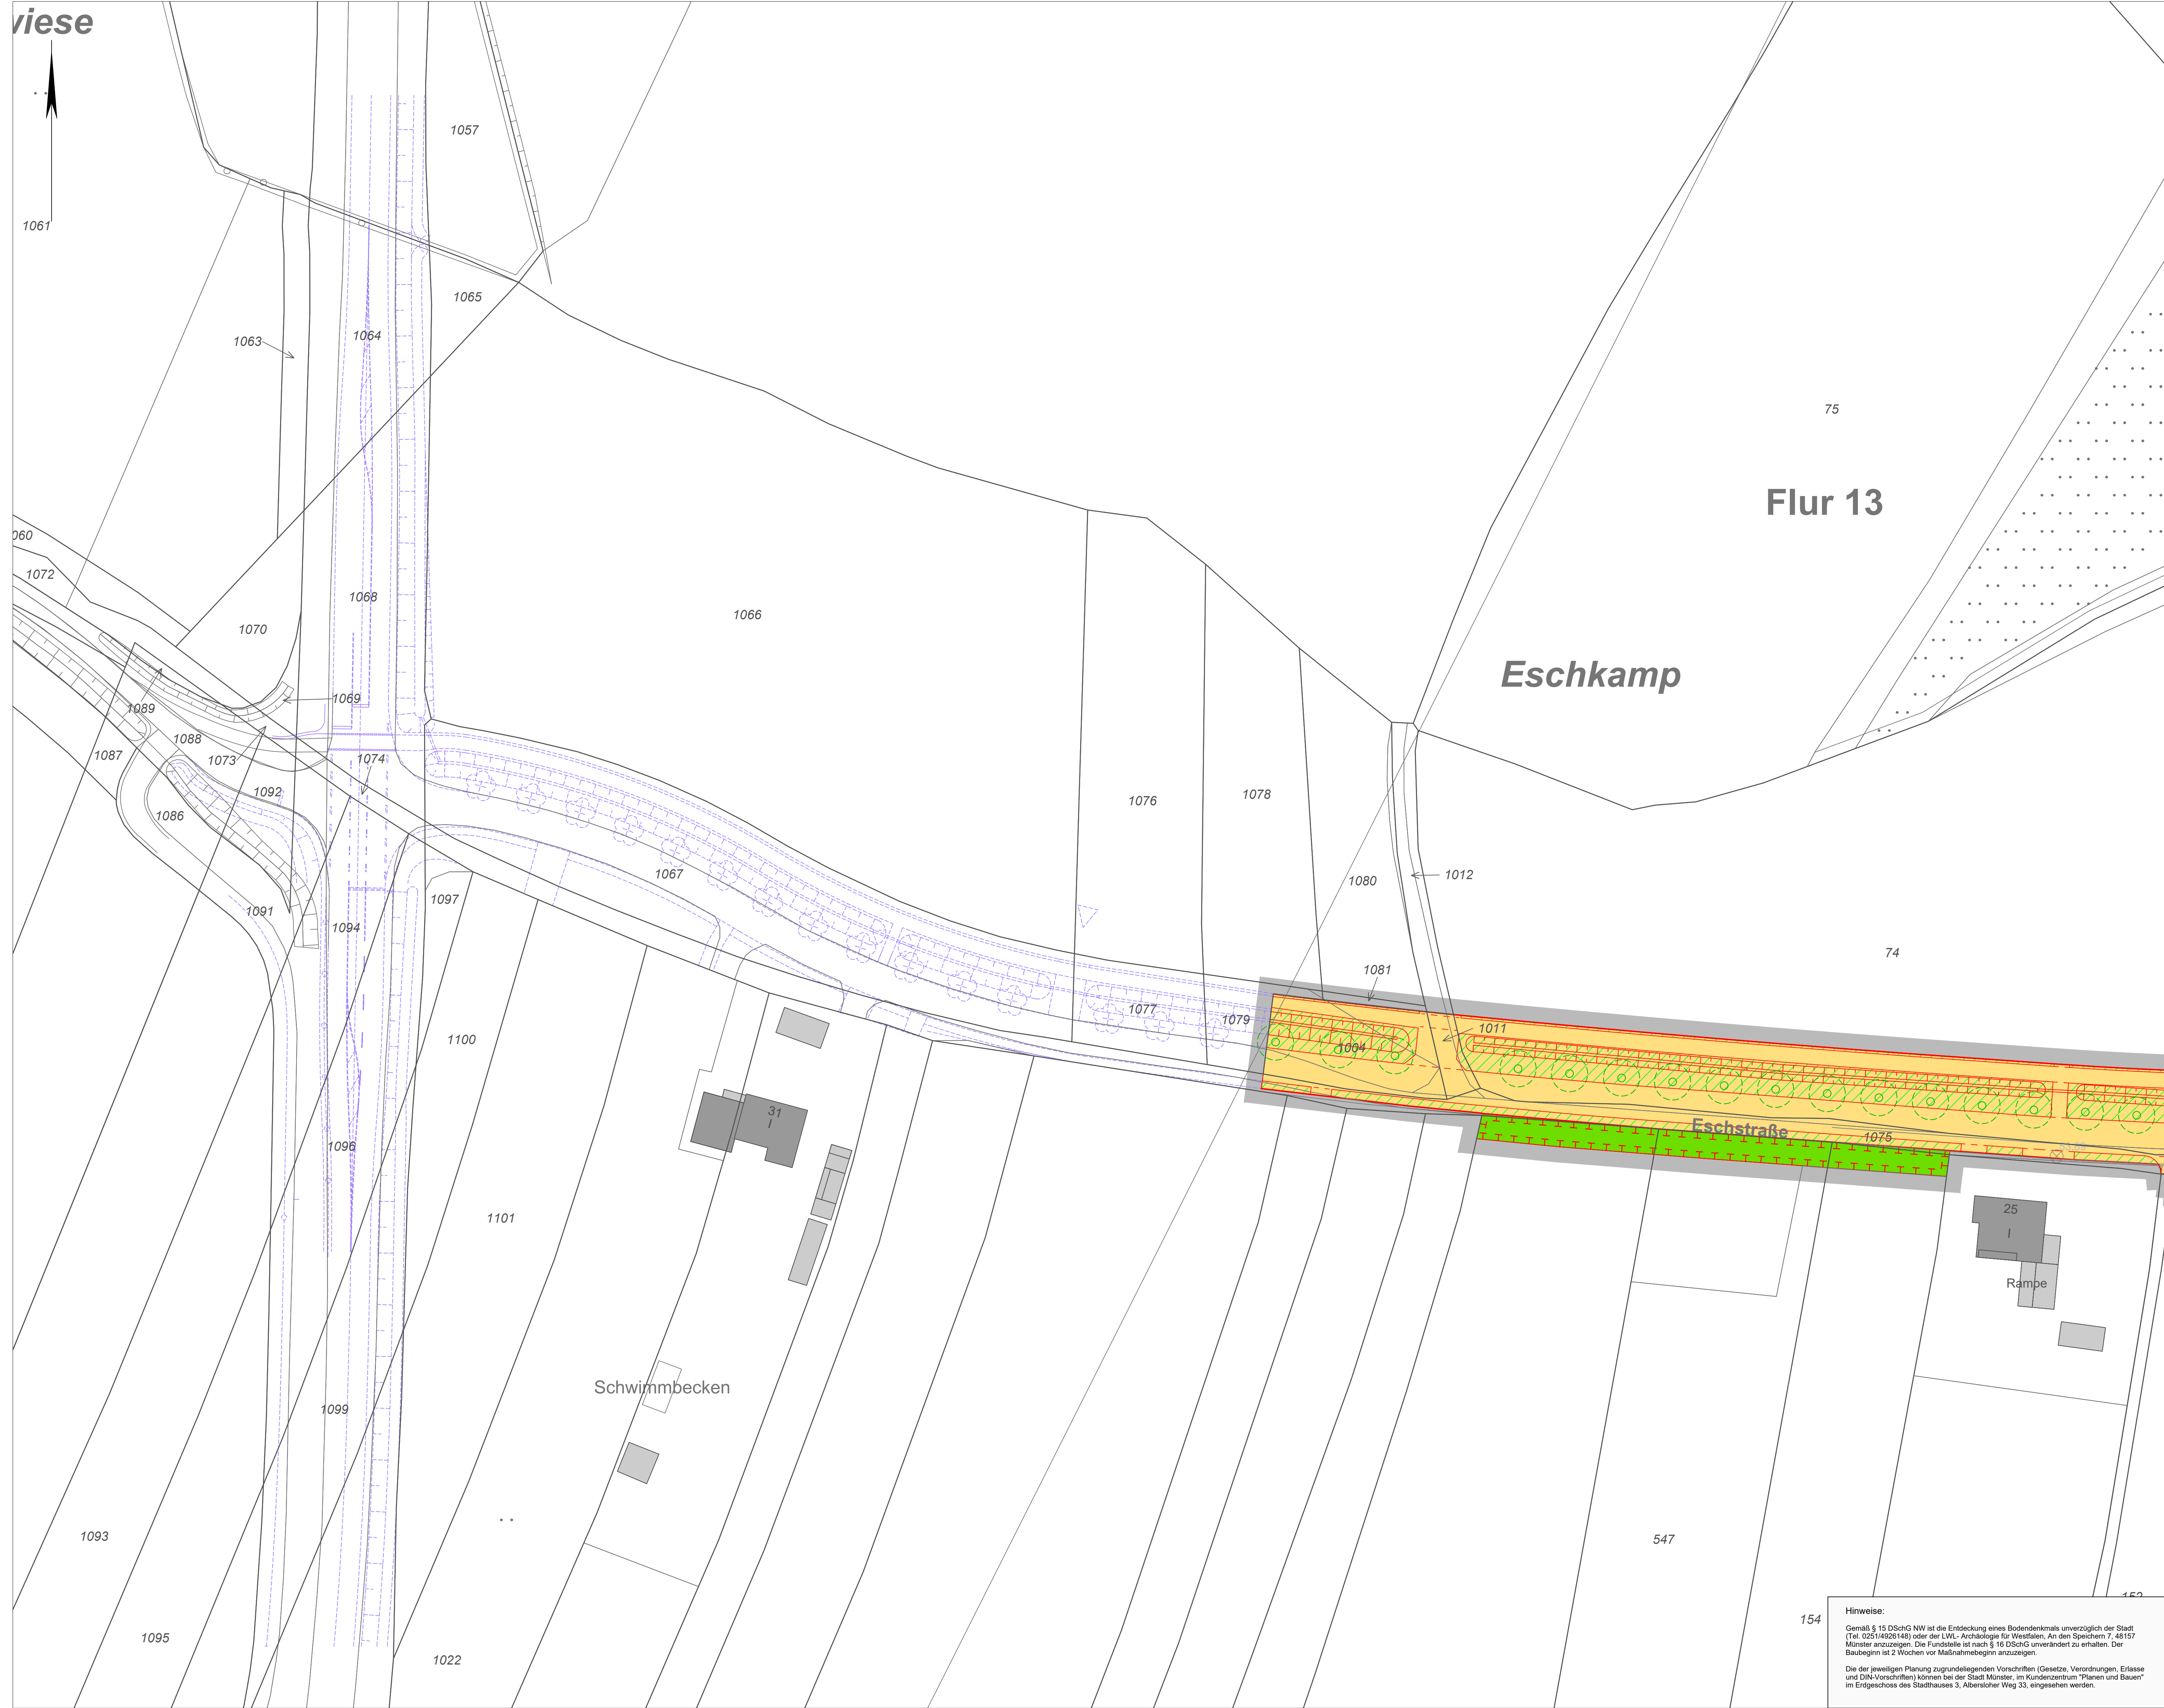 viese
1057
1061
1065
1064
1063
75
Flur 13
060
1072
1068
1066
1070
Eschkamp
1069
1089
1088
1087
1073
1074
1092
1076
1078
1086
1067
1080
1012
1097
1091
1094
74
1081
1077
1079
1011
1004
1100
31
I
Eschstraße
1075
1096
1101
25
I
Rampe
Schwimmbecken
1099
1093
547
154
1095
1022
Hinweise:
Gemäß § 15 DSchG NW ist die Entdeckung eines Bodendenkmals unverzüglich der Stadt
(Tel. 0251/4926148) oder der LWL- Archäologie für Westfalen, An den Speichern 7, 48157
Münster anzuzeigen. Die Fundstelle ist nach § 16 DSchG unverändert zu erhalten. Der
Baubeginn ist 2 Wochen vor Maßnahmebeginn anzuzeigen.
Die der jeweiligen Planung zugrundeliegenden Vorschriften (Gesetze, Verordnungen, Erlasse
und DIN-Vorschriften) können bei der Stadt Münster, im Kundenzentrum "Planen und Bauen"
im Erdgeschoss des Stadthauses 3, Albersloher Weg 33, eingesehen werden.